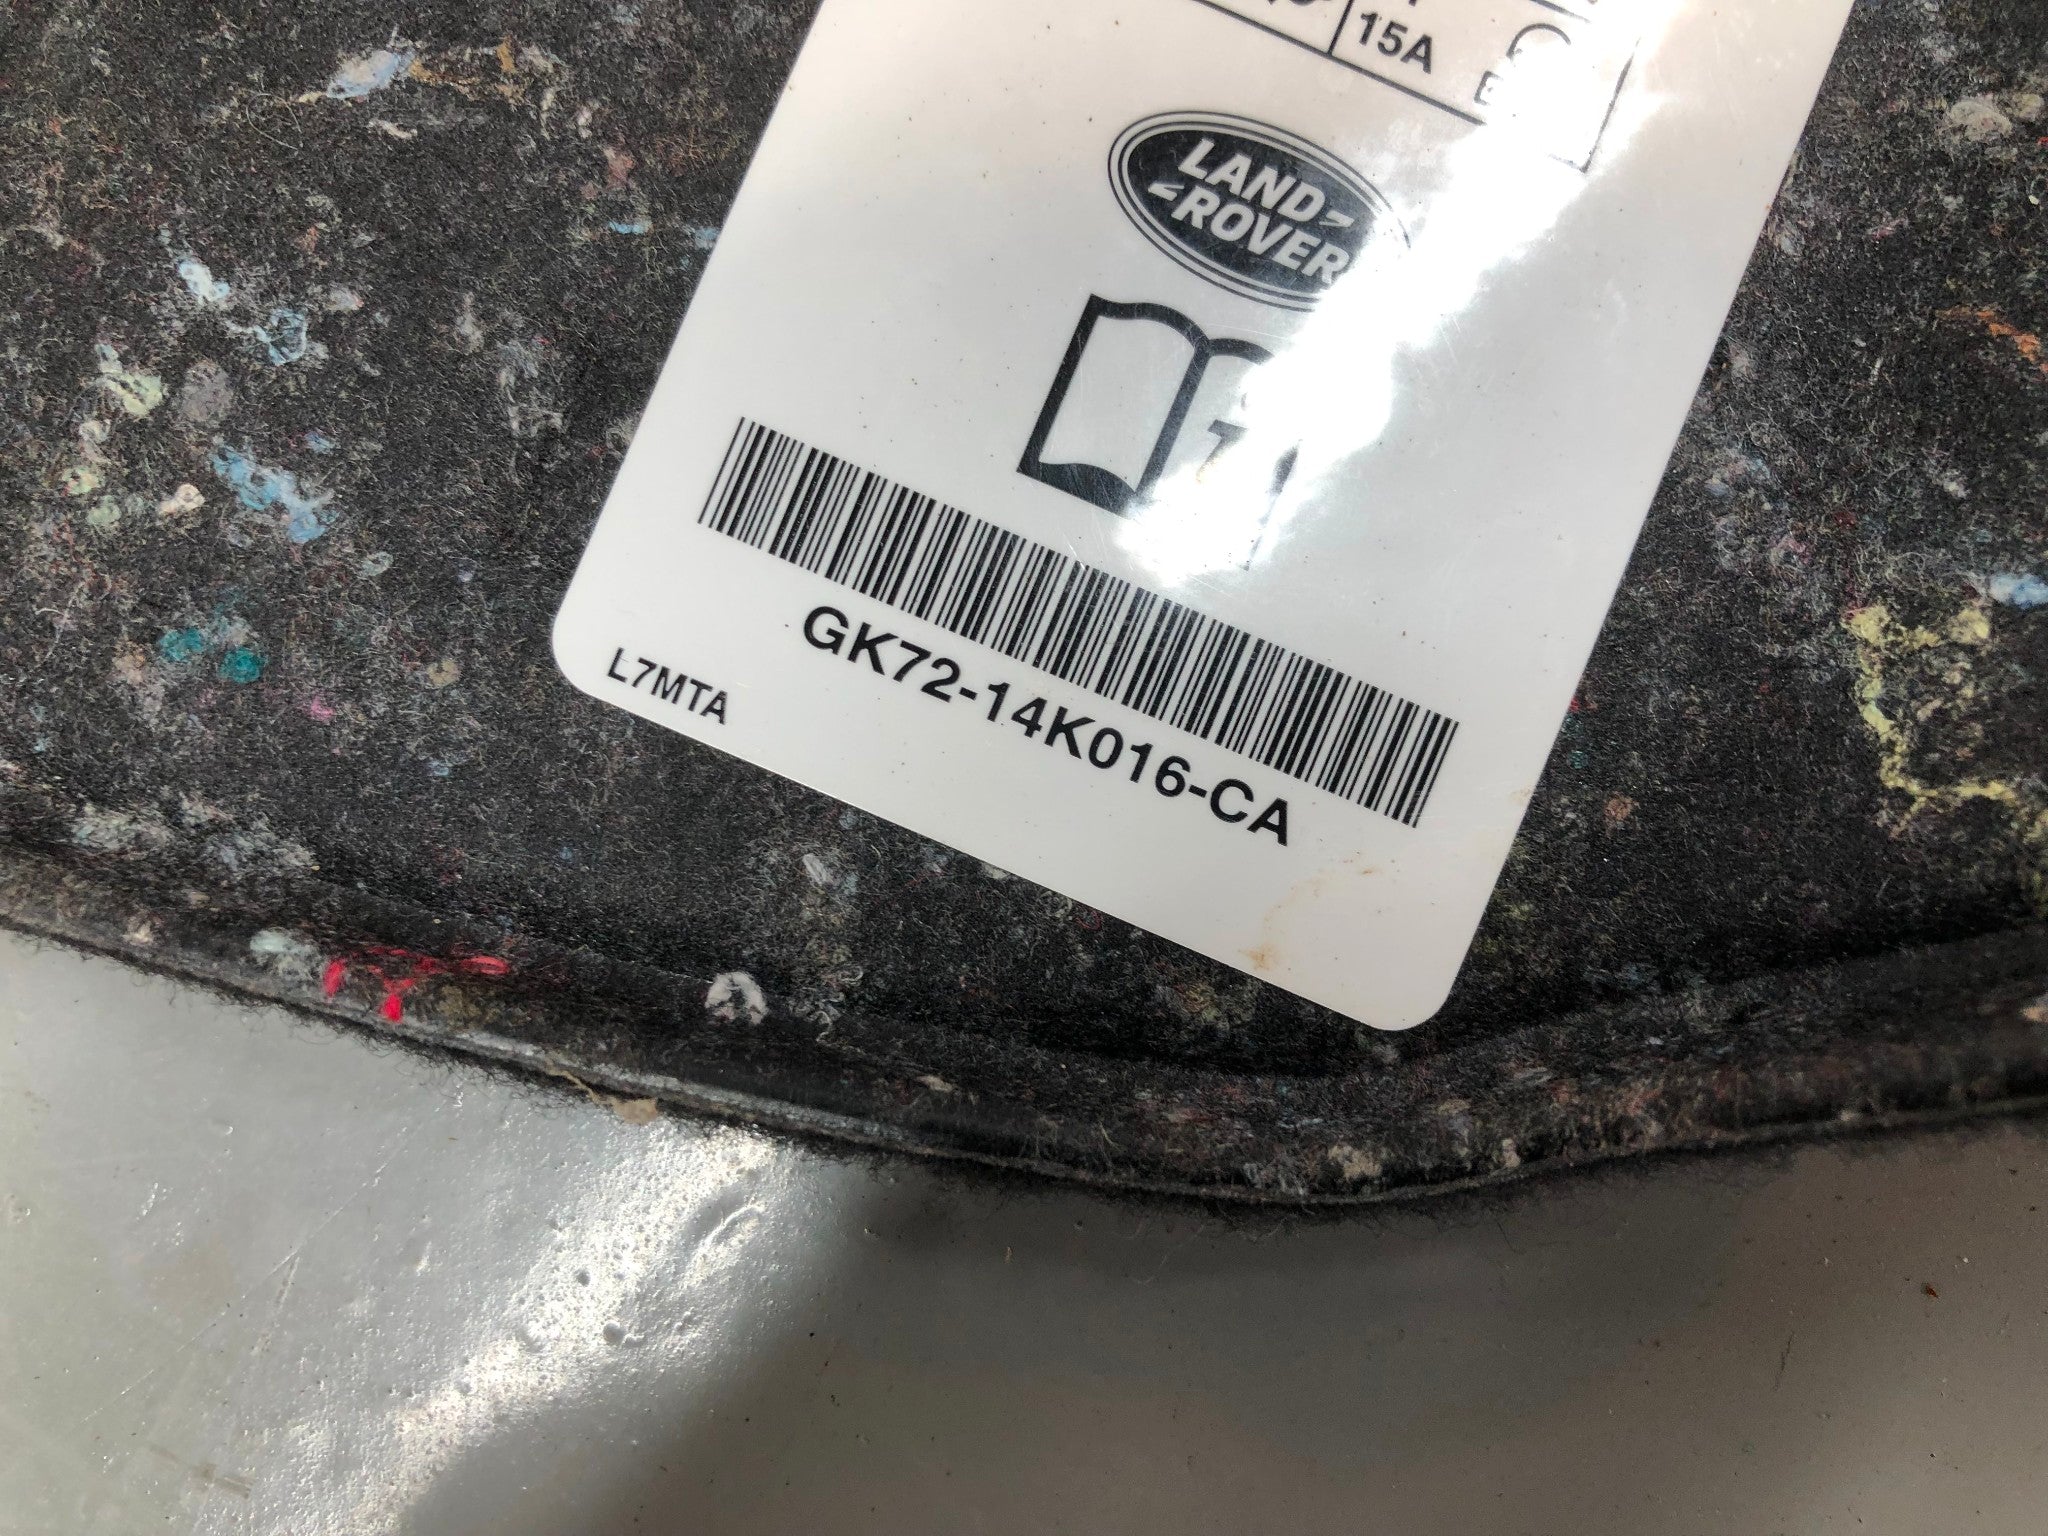 15A
LAND
ROVER
GK72-14K016-CA
L7MTA